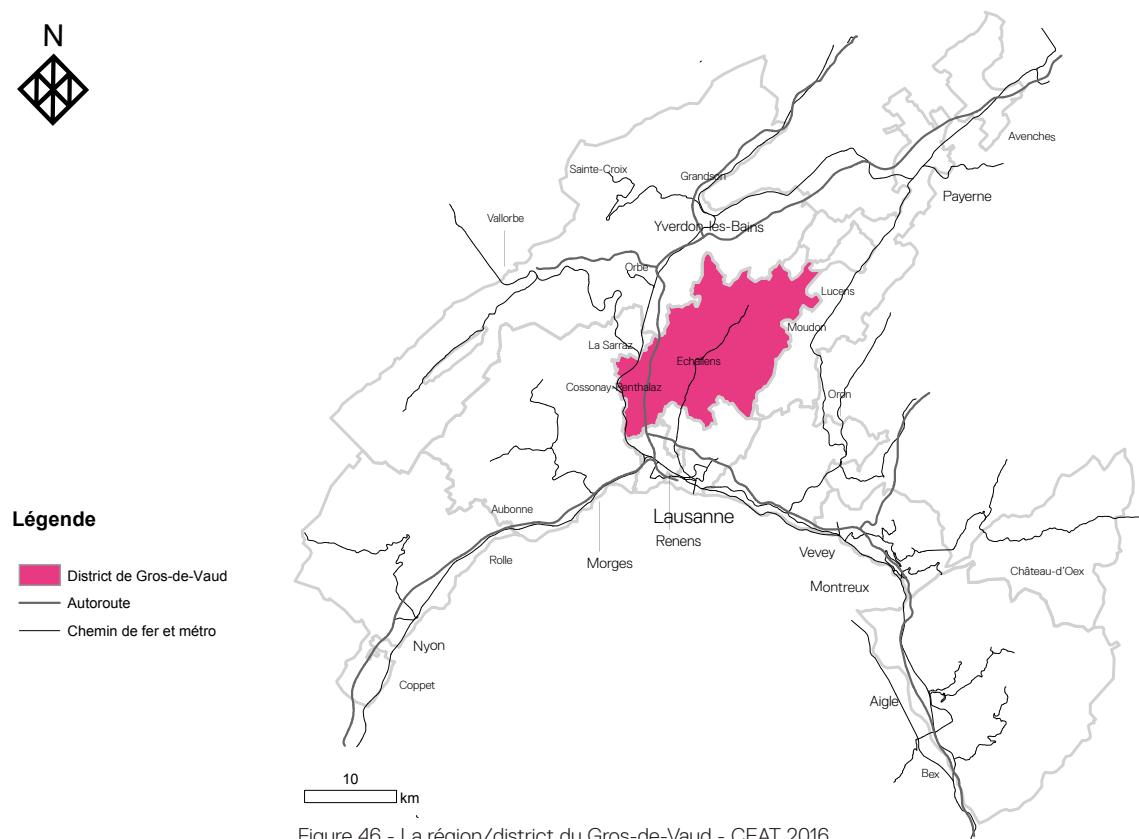 N
Avenches
Sainte-Croix
Grandson
Payerne
Vallorbe
Yverdon-les-Bains
Orbe
Lucens
Moudon
La Sarraz
Echallens
Cossonay-Penthalaz
Oron
Légende
Aubonne
Lausanne
Renens
Rolle
Vevey
Morges
Château-d'Oex
District de Gros-de-Vaud
Montreux
Autoroute
Chemin de fer et métro
Nyon
Coppet
Aigle
Bex
10
km
Figure 46 - La région/district du Gros-de-Vaud - CEAT 2016